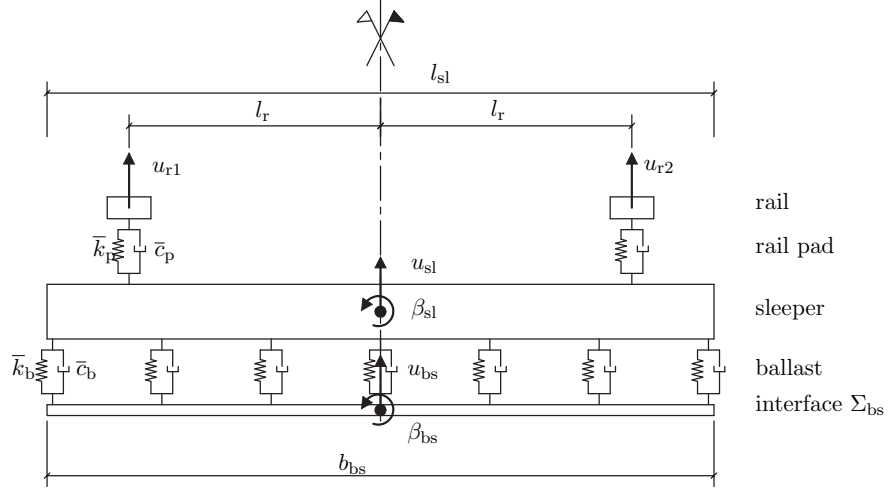 l_sl
l_r l_r
u_r1 u_r2
rail
k̅_p c̅_p rail pad
u_sl
β_sl sleeper
k̅_b c̅_b u_bs ballast
interface Σ_bs
β_bs
b_bs